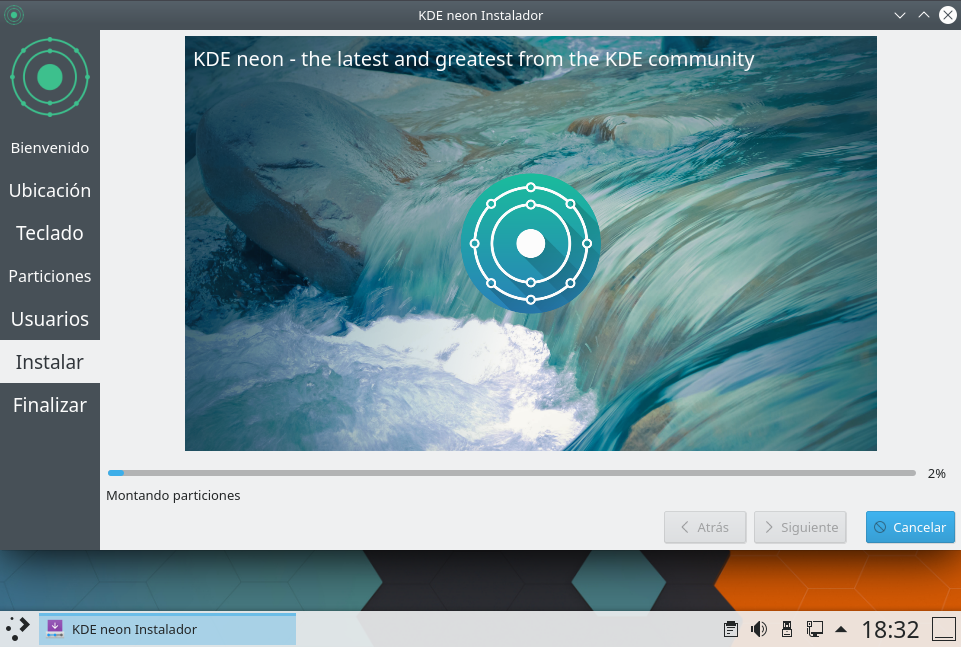 KDE neon Instalador
KDE neon - the latest and greatest from the KDE community
Bienvenido
Ubicación
Teclado
Particiones
Usuarios
Instalar
Finalizar
2%
Montando particiones
Atrás
Siguiente
Cancelar
KDE neon Instalador
18:32